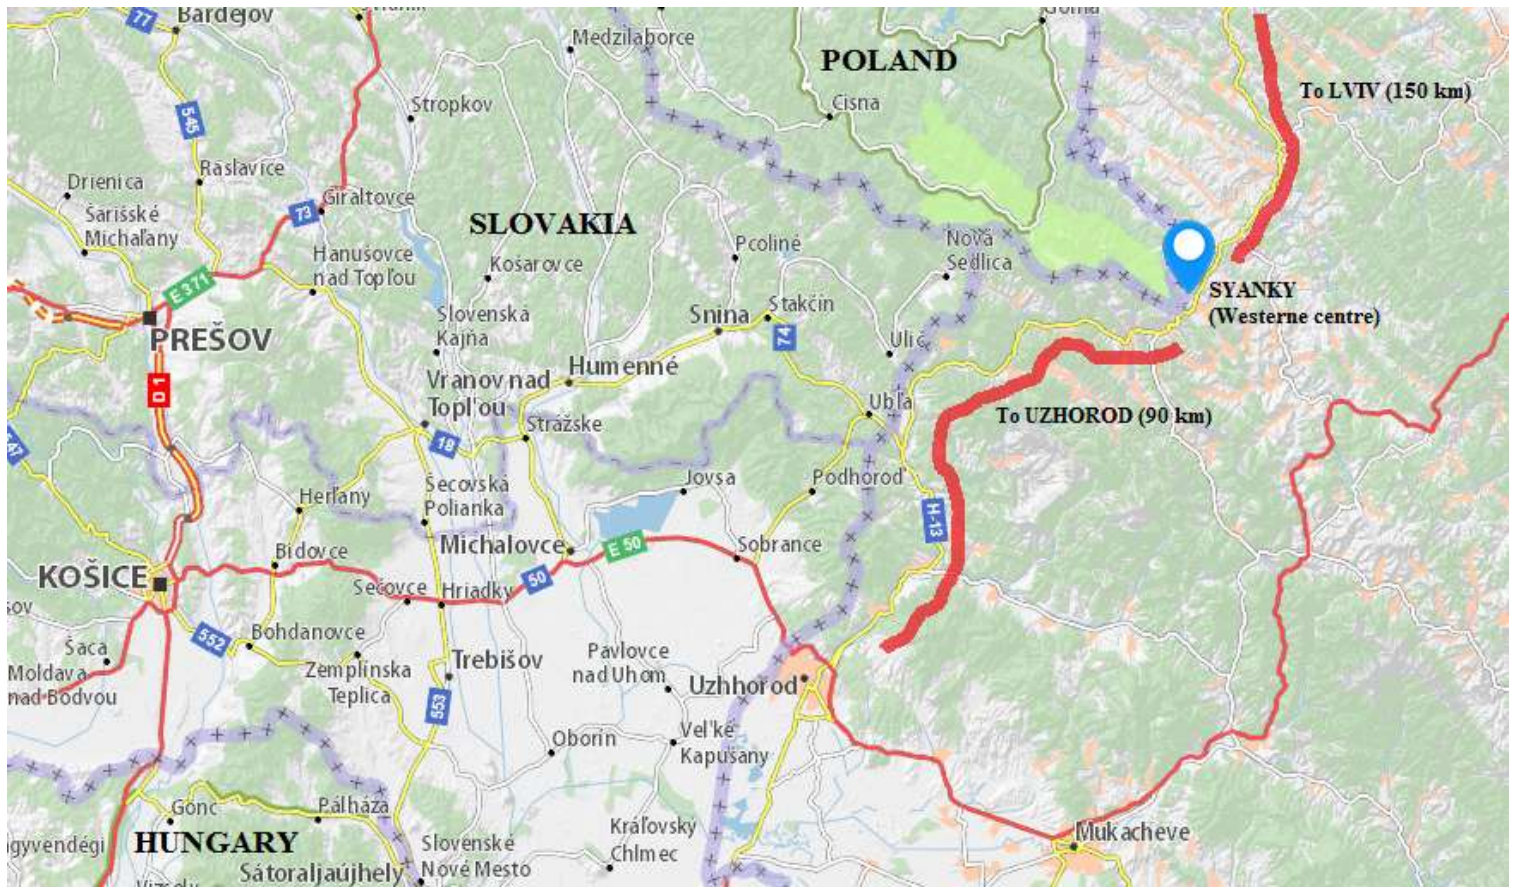 77
Bardejov
Medzilaborce
POLAND
To LVIV (150 km)
Stropkov
Cisna
545
Raslavice
Drienica
Šarišské
Michaľany
73
Giraltovce
SLOVAKIA
Hanušovce
nad Topľou
Pcoliné
Nová
Sedlica
Košarovce
E 371
SYANKY
(Westerne centre)
PREŠOV
Slovenská
Kajňa
Snina
Stakčín
74
Ulič
D 1
Humenné
Vranov nad
Topľou
Ubľa
To UZHOROD (90 km)
Strážske
18
Sečovská
Polianka
Jovsa
Podhoroď
Herľany
H-13
Michalovce
E 50
Sobrance
Bidovce
KOŠICE
Sečovce
Hriadky
50
552
Bohdanovce
Šaca
Moldava
nad Bodvou
Zemplínska
Teplica
Trebišov
Pavlovce
nad Uhom
Uzhhorod
553
Oborín
Veľké
Kapušany
Gönc
Pálháza
HUNGARY
Kráľovský
Chlmec
Mukacheve
Slovenské
Nové Mesto
Sátoraljaújhely